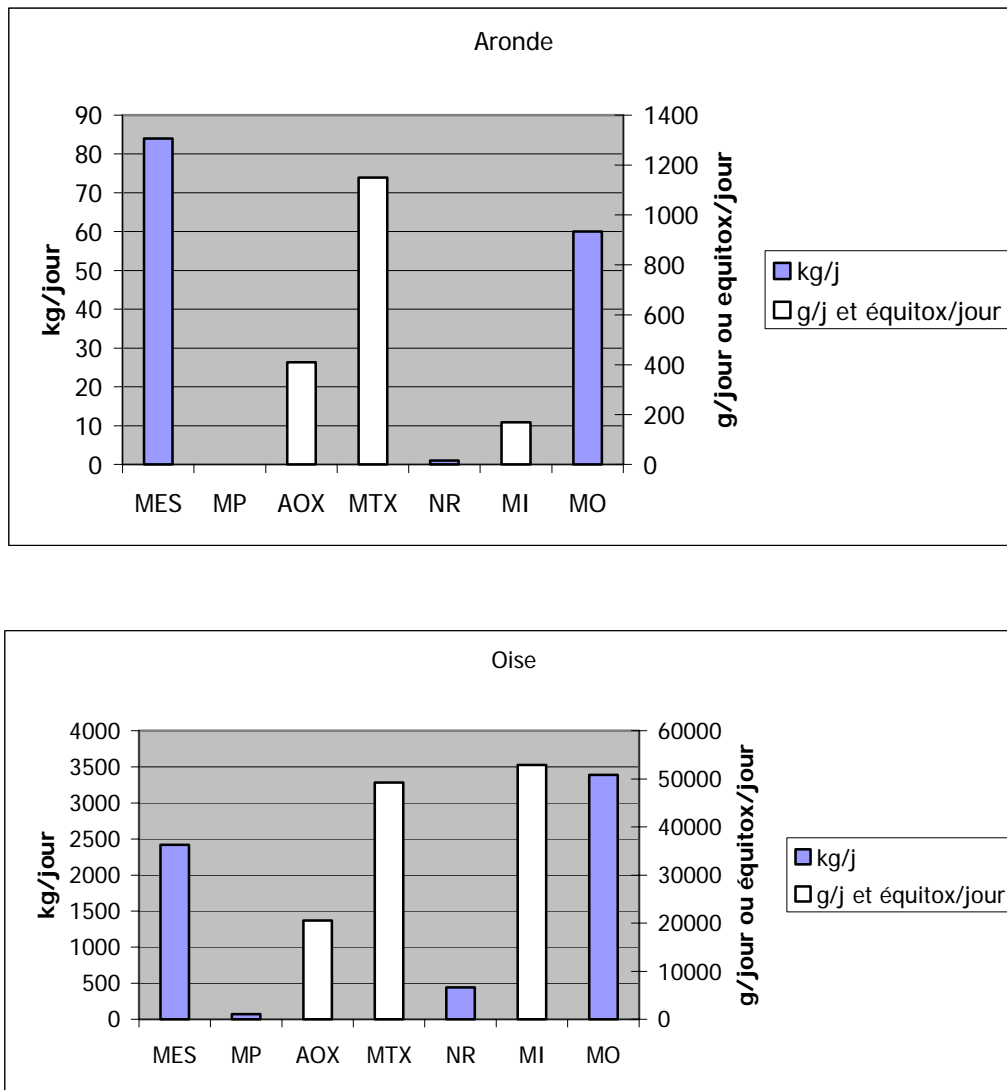 Aronde
90
80
70
60
50
40
30
20
10
0
kg/jour
1400
1200
1000
800
600
400
200
0
g/jour ou equitox/jour
MES MP AOX MTX NR MI MO
kg/j
g/j et équitox/jour
Oise
4000
3500
3000
2500
2000
1500
1000
500
0
kg/jour
60000
50000
40000
30000
20000
10000
0
g/jour ou équitox/jour
MES MP AOX MTX NR MI MO
kg/j
g/j et équitox/jour